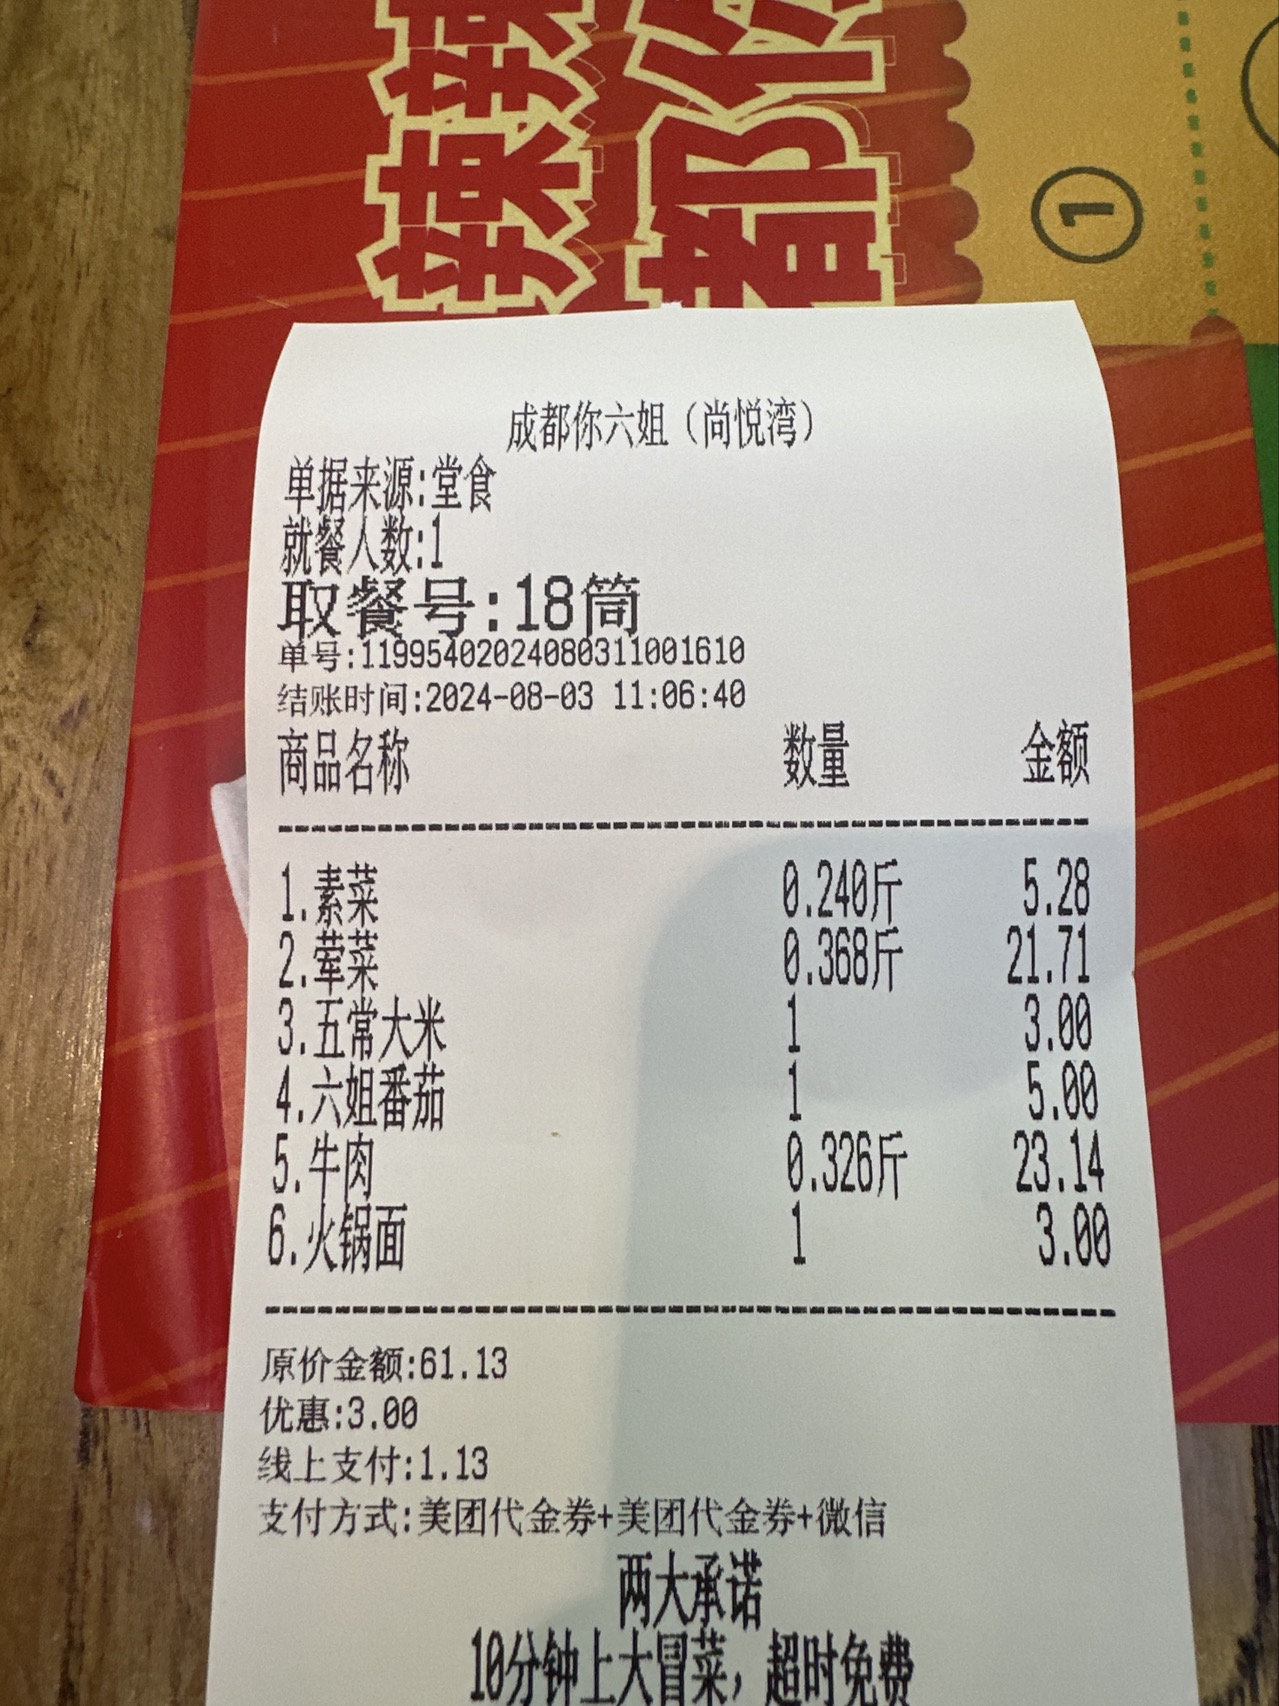 辣辣
都你
1
成都你六姐（尚悦湾）
单据来源:堂食
就餐人数:1
取餐号:18筒
单号:11995402024080311001610
结账时间:2024-08-03 11:06:40
商品名称 数量 金额
1.素菜 0.240斤 5.28
2.荤菜 0.368斤 21.71
3.五常大米 1 3.00
4.六姐番茄 1 5.00
5.牛肉 0.326斤 23.14
6.火锅面 1 3.00
原价金额:61.13
优惠:3.00
线上支付:1.13
支付方式:美团代金券+美团代金券+微信
两大承诺
10分钟上大冒菜，超时免费